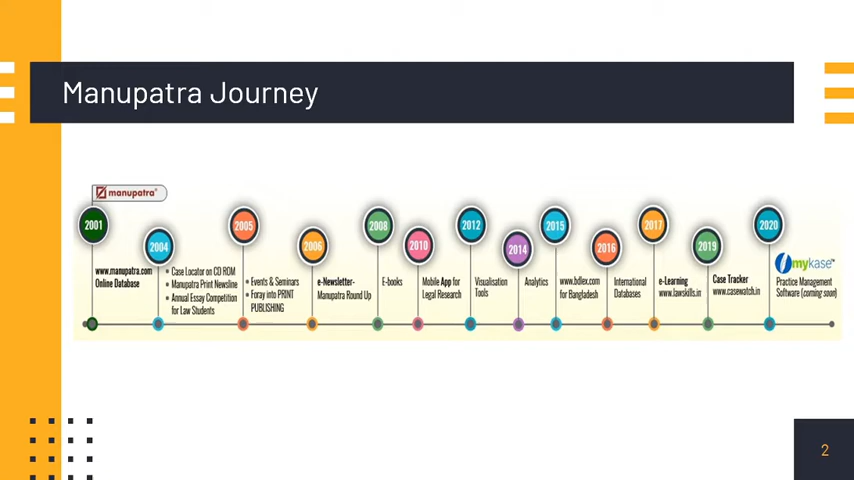 Manupatra Journey
manupatra®
2001
www.manupatra.com
Online Database
2004
• Case Locator on CD ROM
• Manupatra Print Newsline
• Annual Essay Competition
for Law Students
2005
• Events & Seminars
• Foray into PRINT
PUBLISHING
2006
e-Newsletter-
Manupatra Round Up
2008
E-books
2010
Mobile App for
Legal Research
2012
Visualisation
Tools
2014
Analytics
2015
www.bdlex.com
for Bangladesh
2016
International
Databases
2017
e-Learning
www.lawskills.in
2019
Case Tracker
www.casewatch.in
2020
mykase™
Practice Management
Software (coming soon)
2